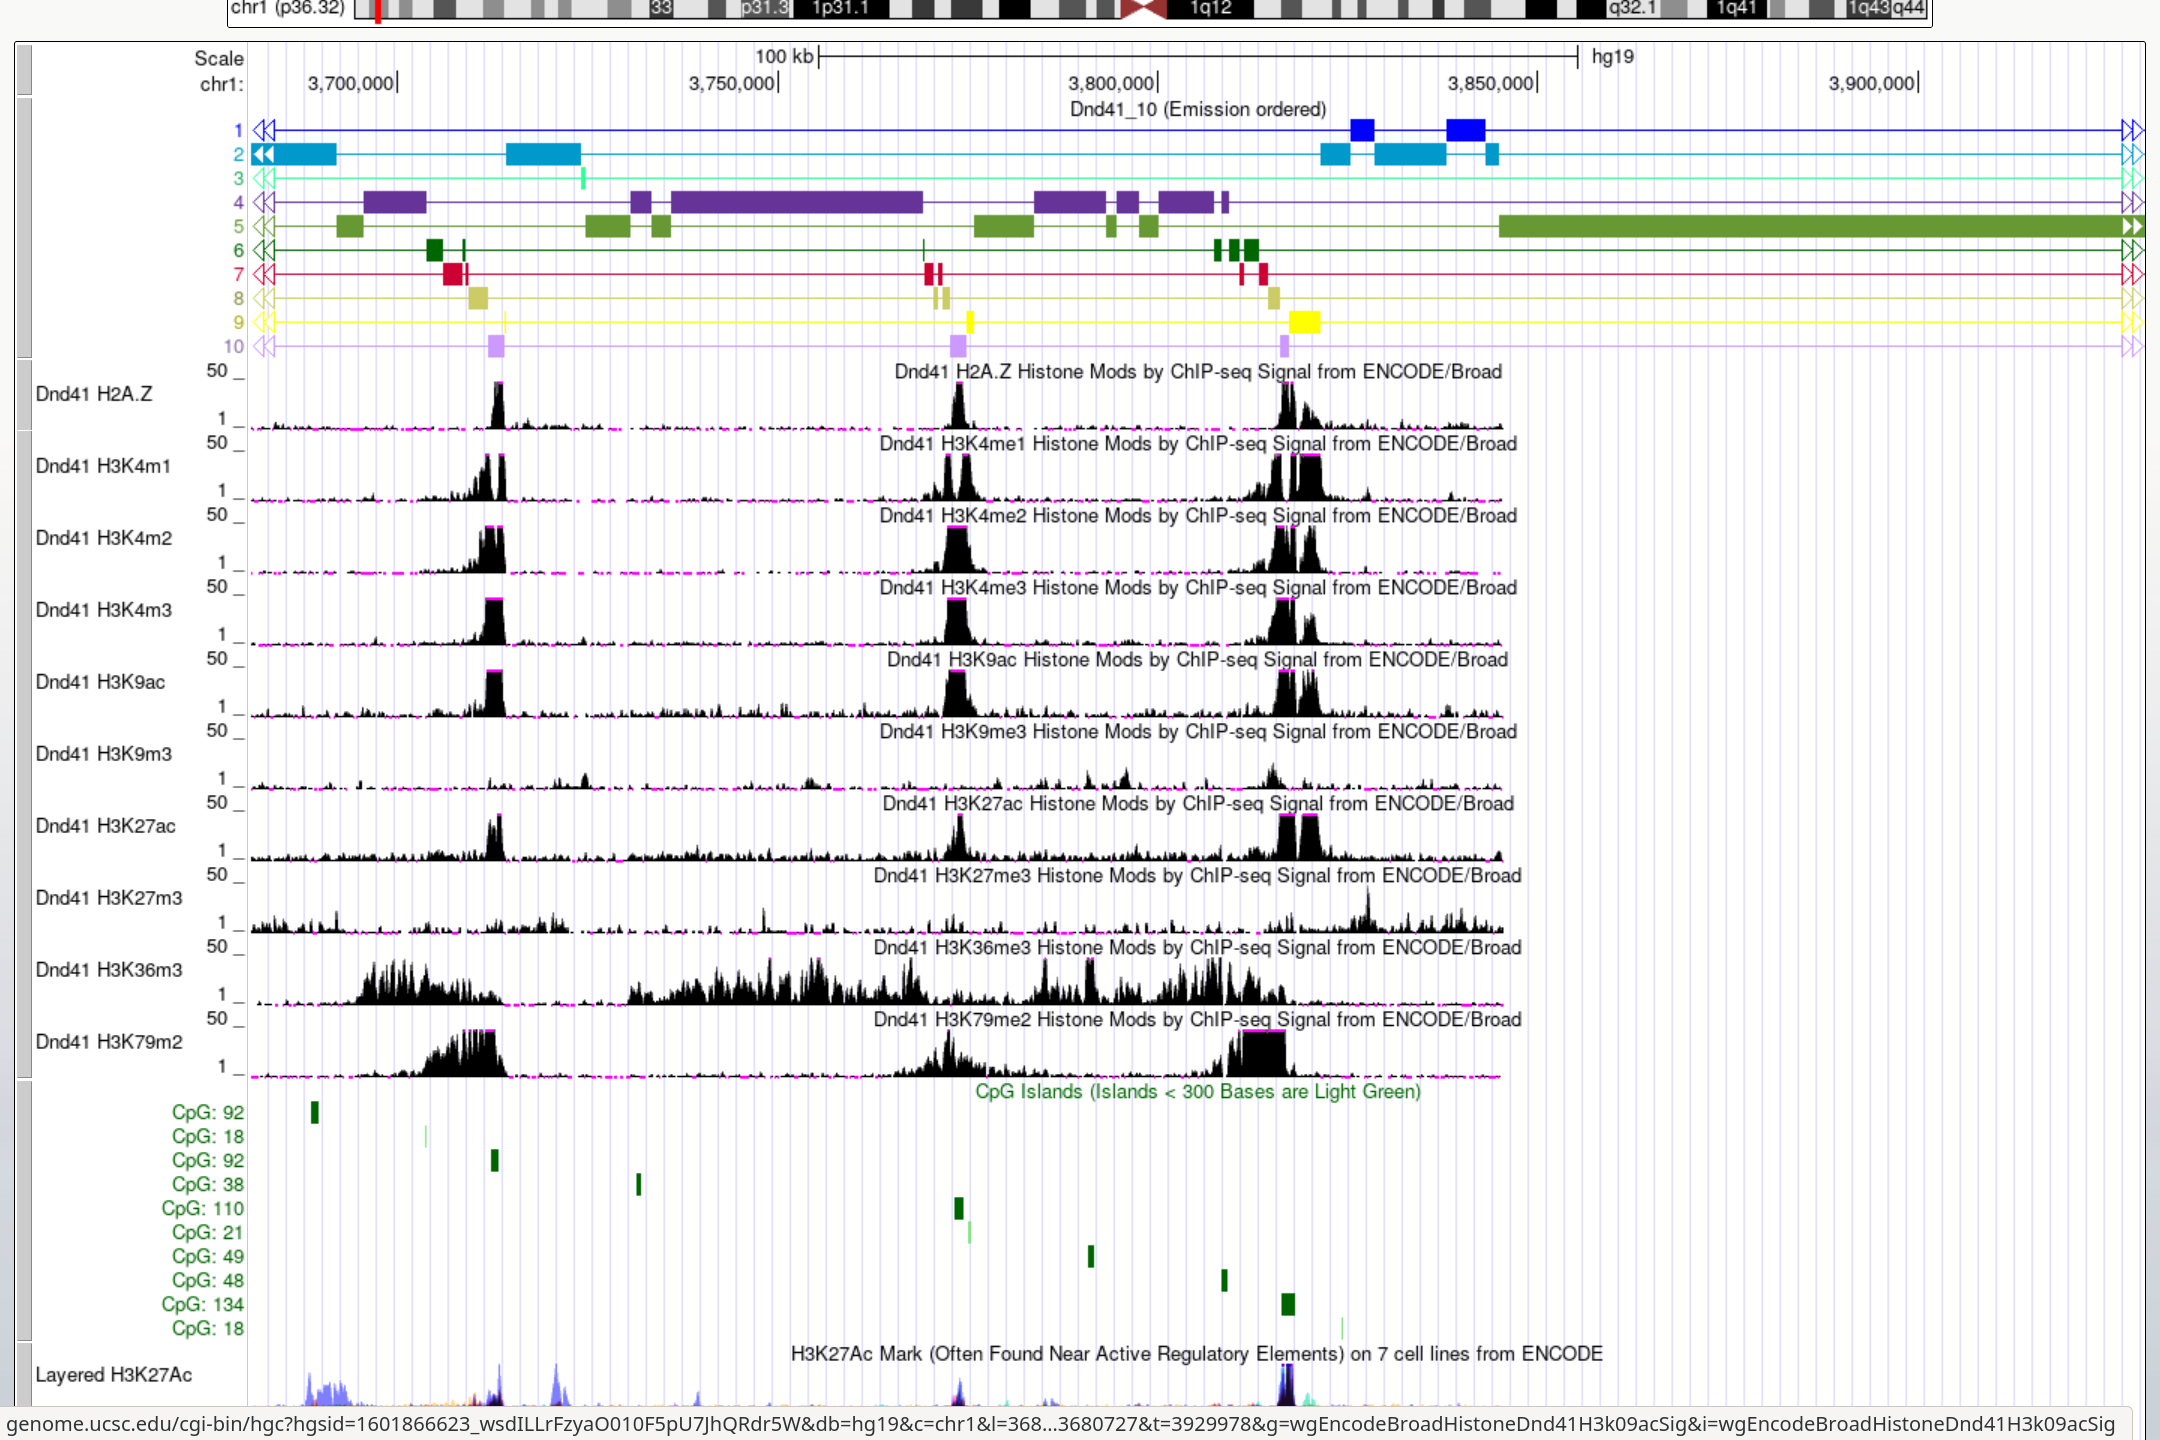 chr1 (p36.32) 33 p31.3 1p31.1 1q12 q32.1 1q41 1q43 q44
Scale 100 kb hg19
chr1: 3,700,000 3,750,000 3,800,000 3,850,000 3,900,000
Dnd41_10 (Emission ordered)
1
2
3
4
5
6
7
8
9
10
50 Dnd41 H2A.Z Histone Mods by ChIP-seq Signal from ENCODE/Broad
Dnd41 H2A.Z
1
50 Dnd41 H3K4me1 Histone Mods by ChIP-seq Signal from ENCODE/Broad
Dnd41 H3K4m1
1
50 Dnd41 H3K4me2 Histone Mods by ChIP-seq Signal from ENCODE/Broad
Dnd41 H3K4m2
1
50 Dnd41 H3K4me3 Histone Mods by ChIP-seq Signal from ENCODE/Broad
Dnd41 H3K4m3
1
50 Dnd41 H3K9ac Histone Mods by ChIP-seq Signal from ENCODE/Broad
Dnd41 H3K9ac
1
50 Dnd41 H3K9me3 Histone Mods by ChIP-seq Signal from ENCODE/Broad
Dnd41 H3K9m3
1
50 Dnd41 H3K27ac Histone Mods by ChIP-seq Signal from ENCODE/Broad
Dnd41 H3K27ac
1
50 Dnd41 H3K27me3 Histone Mods by ChIP-seq Signal from ENCODE/Broad
Dnd41 H3K27m3
1
50 Dnd41 H3K36me3 Histone Mods by ChIP-seq Signal from ENCODE/Broad
Dnd41 H3K36m3
1
50 Dnd41 H3K79me2 Histone Mods by ChIP-seq Signal from ENCODE/Broad
Dnd41 H3K79m2
1
CpG Islands (Islands < 300 Bases are Light Green)
CpG: 92
CpG: 18
CpG: 92
CpG: 38
CpG: 110
CpG: 21
CpG: 49
CpG: 48
CpG: 134
CpG: 18
H3K27Ac Mark (Often Found Near Active Regulatory Elements) on 7 cell lines from ENCODE
Layered H3K27Ac
genome.ucsc.edu/cgi-bin/hgc?hgsid=1601866623_wsdILLrFzyaO010F5pU7JhQRdr5W&db=hg19&c=chr1&l=368...3680727&t=3929978&g=wgEncodeBroadHistoneDnd41H3k09acSig&i=wgEncodeBroadHistoneDnd41H3k09acSig